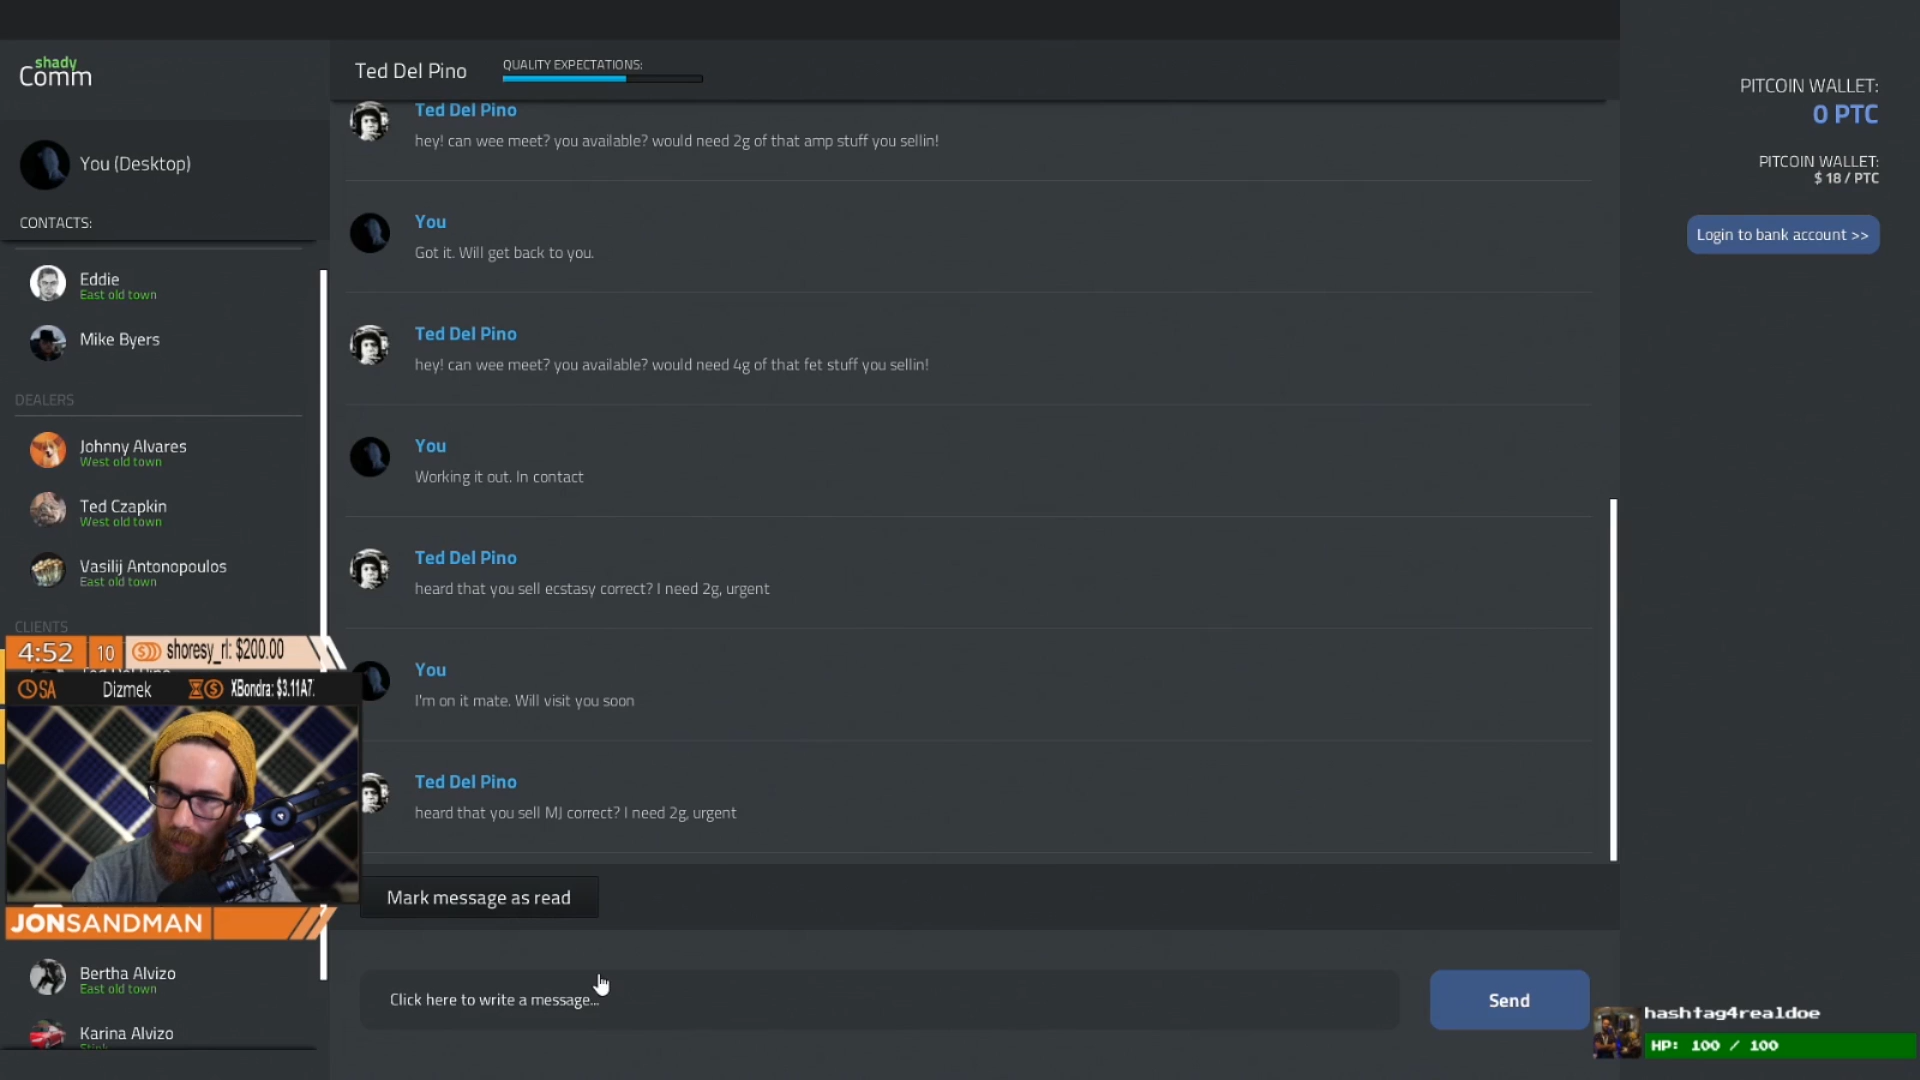 shady
Comm
You (Desktop)
CONTACTS:
Eddie
East old town
Mike Byers
DEALERS
Johnny Alvares
West old town
Ted Czapkin
West old town
Vasilij Antonopoulos
East old town
CLIENTS
4:52
10
shoresy_rl: $200.00
SA
Dizmek
XBondra: $3.11A7
JONSANDMAN
Bertha Alvizo
East old town
Karina Alvizo
Ted Del Pino
QUALITY EXPECTATIONS:
Ted Del Pino
hey! can wee meet? you available? would need 2g of that amp stuff you sellin!
You
Got it. Will get back to you.
Ted Del Pino
hey! can wee meet? you available? would need 4g of that fet stuff you sellin!
You
Working it out. In contact
Ted Del Pino
heard that you sell ecstasy correct? I need 2g, urgent
You
I'm on it mate. Will visit you soon
Ted Del Pino
heard that you sell MJ correct? I need 2g, urgent
Mark message as read
Click here to write a message...
Send
PITCOIN WALLET:
0 PTC
PITCOIN WALLET:
$ 18 / PTC
Login to bank account >>
hashtag4realdoe
HP: 100 / 100